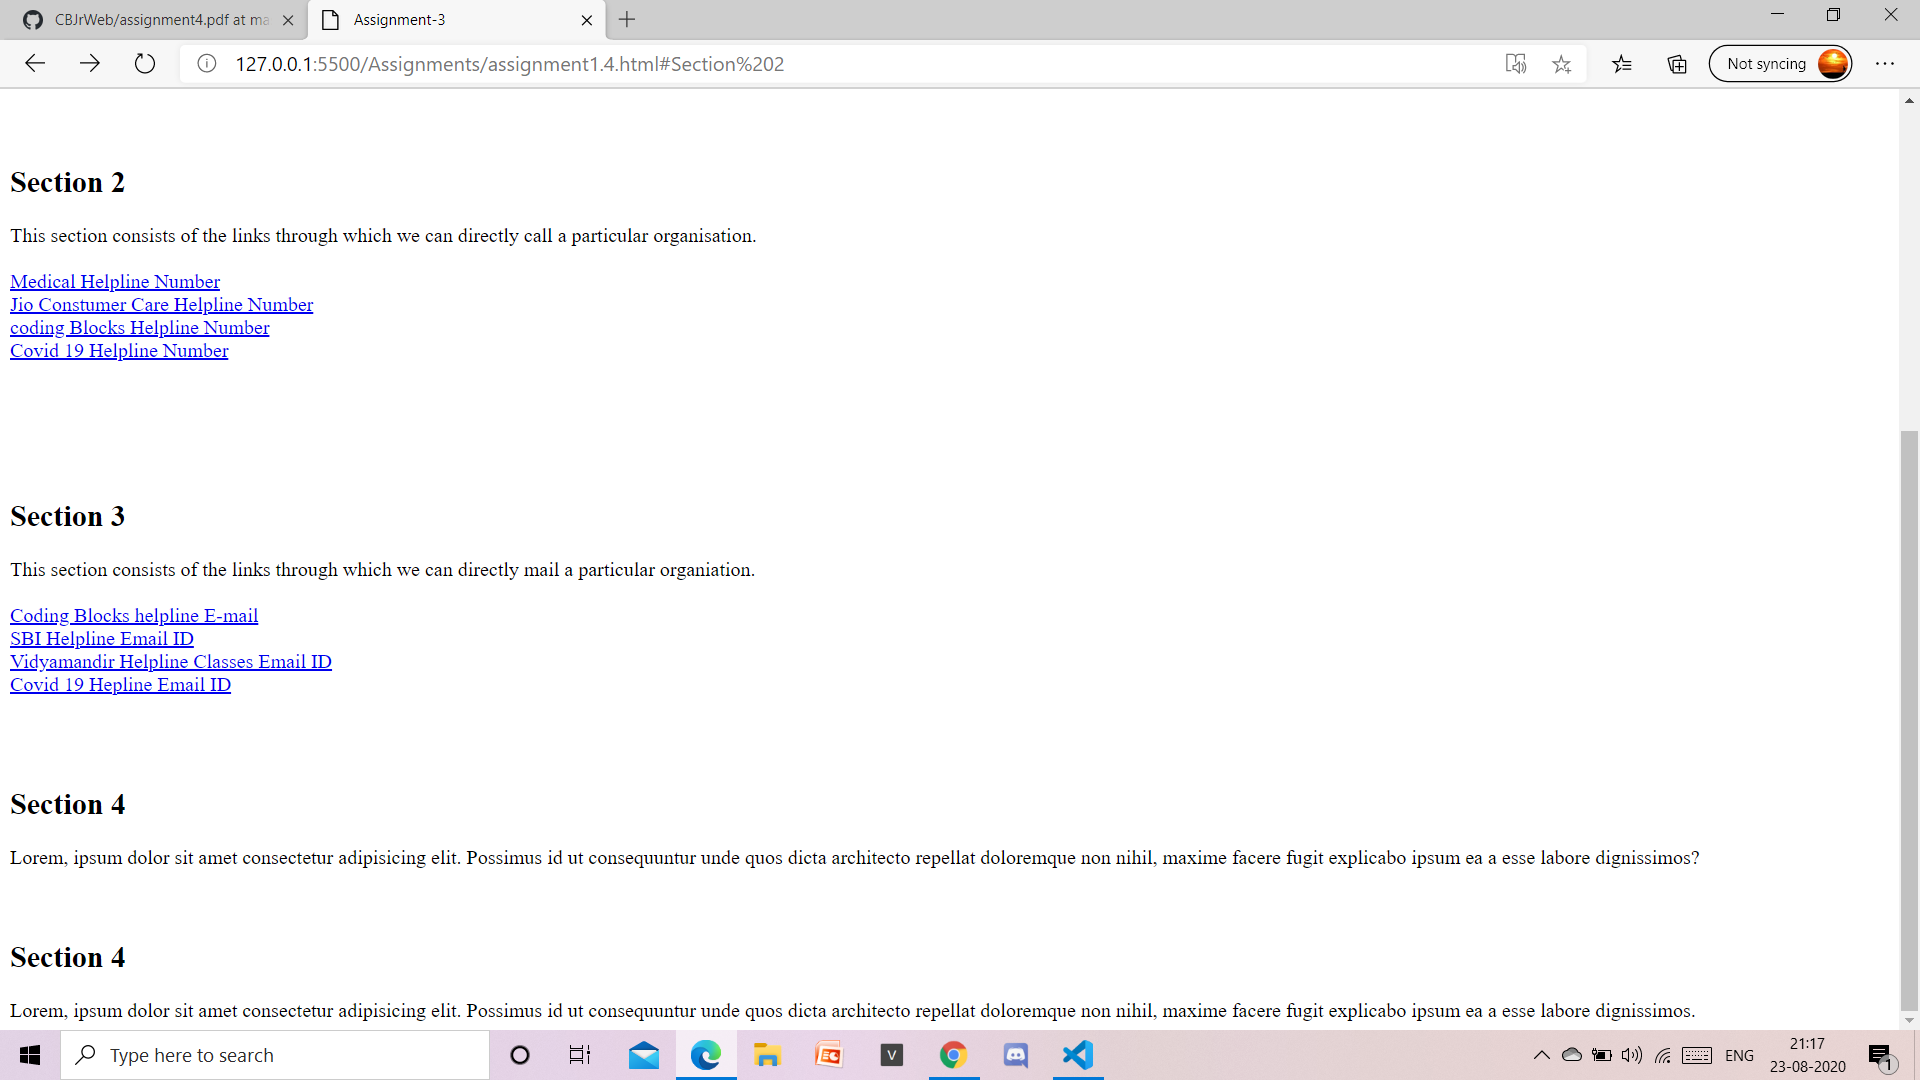 CBJrWeb/assignment4.pdf at ma
Assignment-3
127.0.0.1:5500/Assignments/assignment1.4.html#Section%202
Not syncing
Section 2
This section consists of the links through which we can directly call a particular organisation.
Medical Helpline Number
Jio Constumer Care Helpline Number
coding Blocks Helpline Number
Covid 19 Helpline Number
Section 3
This section consists of the links through which we can directly mail a particular organiation.
Coding Blocks helpline E-mail
SBI Helpline Email ID
Vidyamandir Helpline Classes Email ID
Covid 19 Hepline Email ID
Section 4
Lorem, ipsum dolor sit amet consectetur adipisicing elit. Possimus id ut consequuntur unde quos dicta architecto repellat doloremque non nihil, maxime facere fugit explicabo ipsum ea a esse labore dignissimos?
Section 4
Lorem, ipsum dolor sit amet consectetur adipisicing elit. Possimus id ut consequuntur unde quos dicta architecto repellat doloremque non nihil, maxime facere fugit explicabo ipsum ea a esse labore dignissimos.
Type here to search
V
ENG
21:17
23-08-2020
1